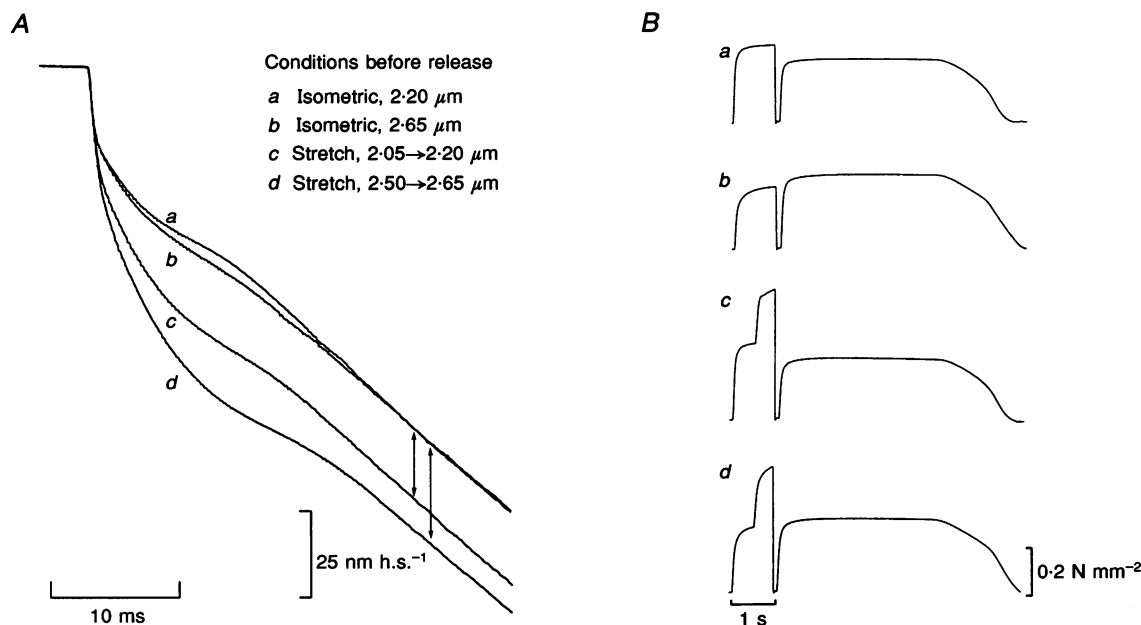 A
Conditions before release
a Isometric, 2·20 μm
b Isometric, 2·65 μm
c Stretch, 2·05→2·20 μm
d Stretch, 2·50→2·65 μm
a
b
c
d
25 nm h.s.⁻¹
10 ms
B
a
b
c
d
0·2 N mm⁻²
1 s